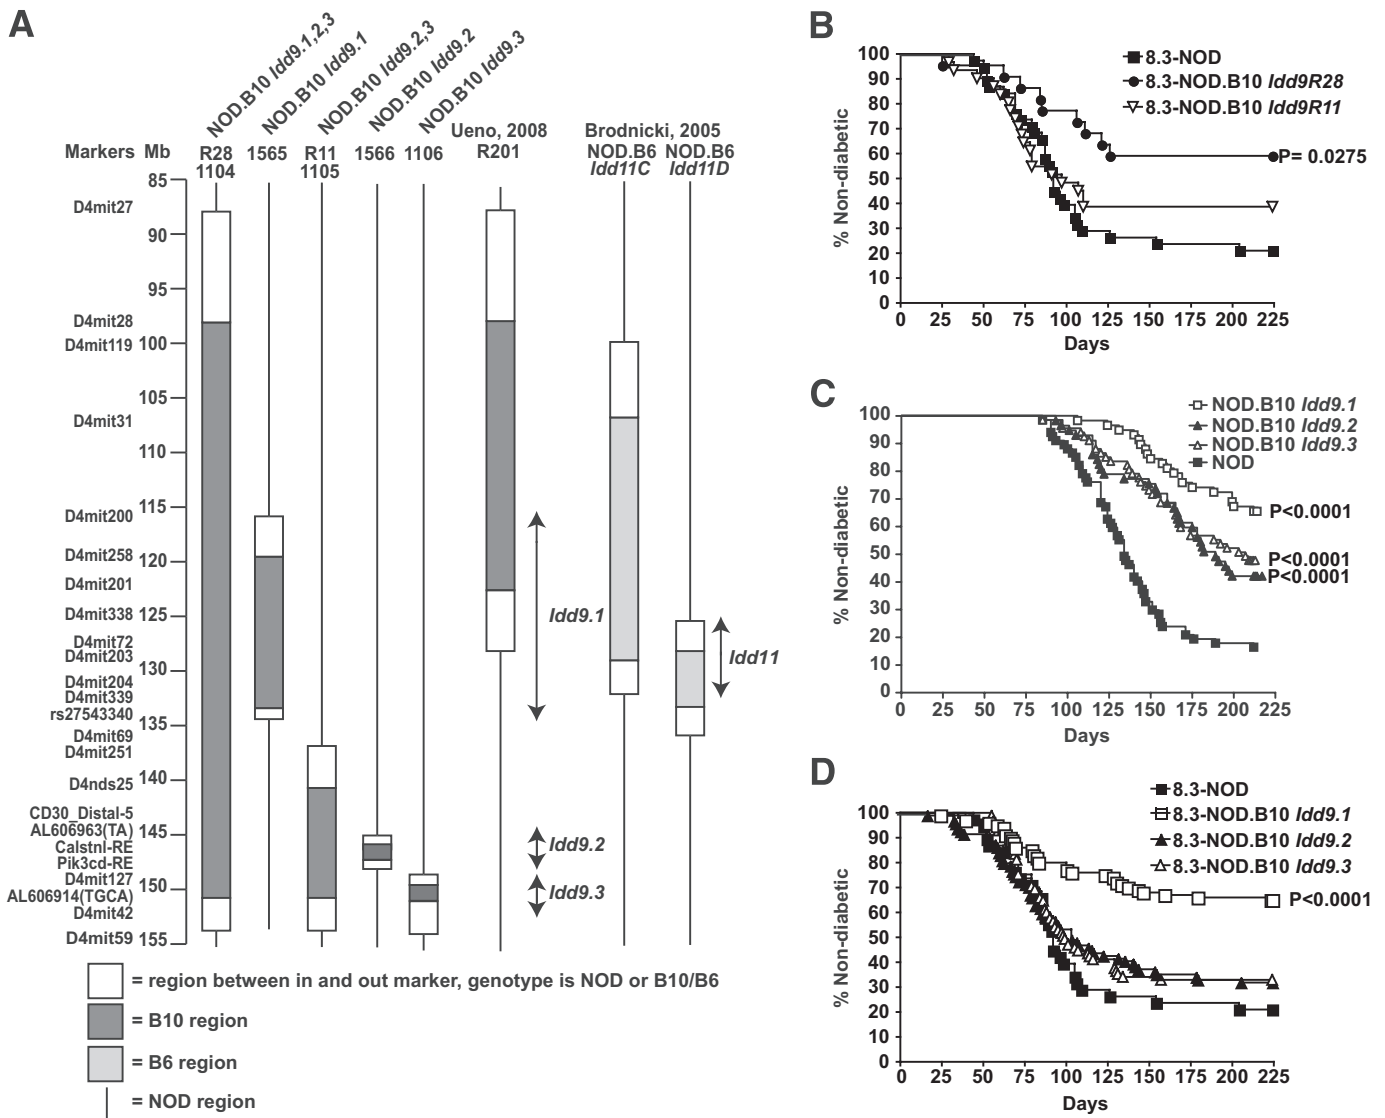 A
NOD.B10 Idd9.1,2,3
NOD.B10 Idd9.1
NOD.B10 Idd9.2,3
NOD.B10 Idd9.2
NOD.B10 Idd9.3
Ueno, 2008
Brodnicki, 2005
Markers Mb
R28
1104
1565
R11
1105
1566
1106
R201
NOD.B6
Idd11C
NOD.B6
Idd11D
85
90
95
100
105
110
115
120
125
130
135
140
145
150
155
D4mit27
D4mit28
D4mit119
D4mit31
D4mit200
D4mit258
D4mit201
D4mit338
D4mit72
D4mit203
D4mit204
D4mit339
rs27543340
D4mit69
D4mit251
D4nds25
CD30_Distal-5
AL606963(TA)
Calstnl-RE
Pik3cd-RE
D4mit127
AL606914(TGCA)
D4mit42
D4mit59
Idd9.1
Idd11
Idd9.2
Idd9.3
= region between in and out marker, genotype is NOD or B10/B6
= B10 region
= B6 region
= NOD region
B
% Non-diabetic
100
90
80
70
60
50
40
30
20
10
0
0 25 50 75 100 125 150 175 200 225
Days
8.3-NOD
8.3-NOD.B10 Idd9R28
8.3-NOD.B10 Idd9R11
P= 0.0275
C
% Non-diabetic
100
90
80
70
60
50
40
30
20
10
0
0 25 50 75 100 125 150 175 200 225
Days
NOD.B10 Idd9.1
NOD.B10 Idd9.2
NOD.B10 Idd9.3
NOD
P<0.0001
P<0.0001
P<0.0001
D
% Non-diabetic
100
90
80
70
60
50
40
30
20
10
0
0 25 50 75 100 125 150 175 200 225
Days
8.3-NOD
8.3-NOD.B10 Idd9.1
8.3-NOD.B10 Idd9.2
8.3-NOD.B10 Idd9.3
P<0.0001